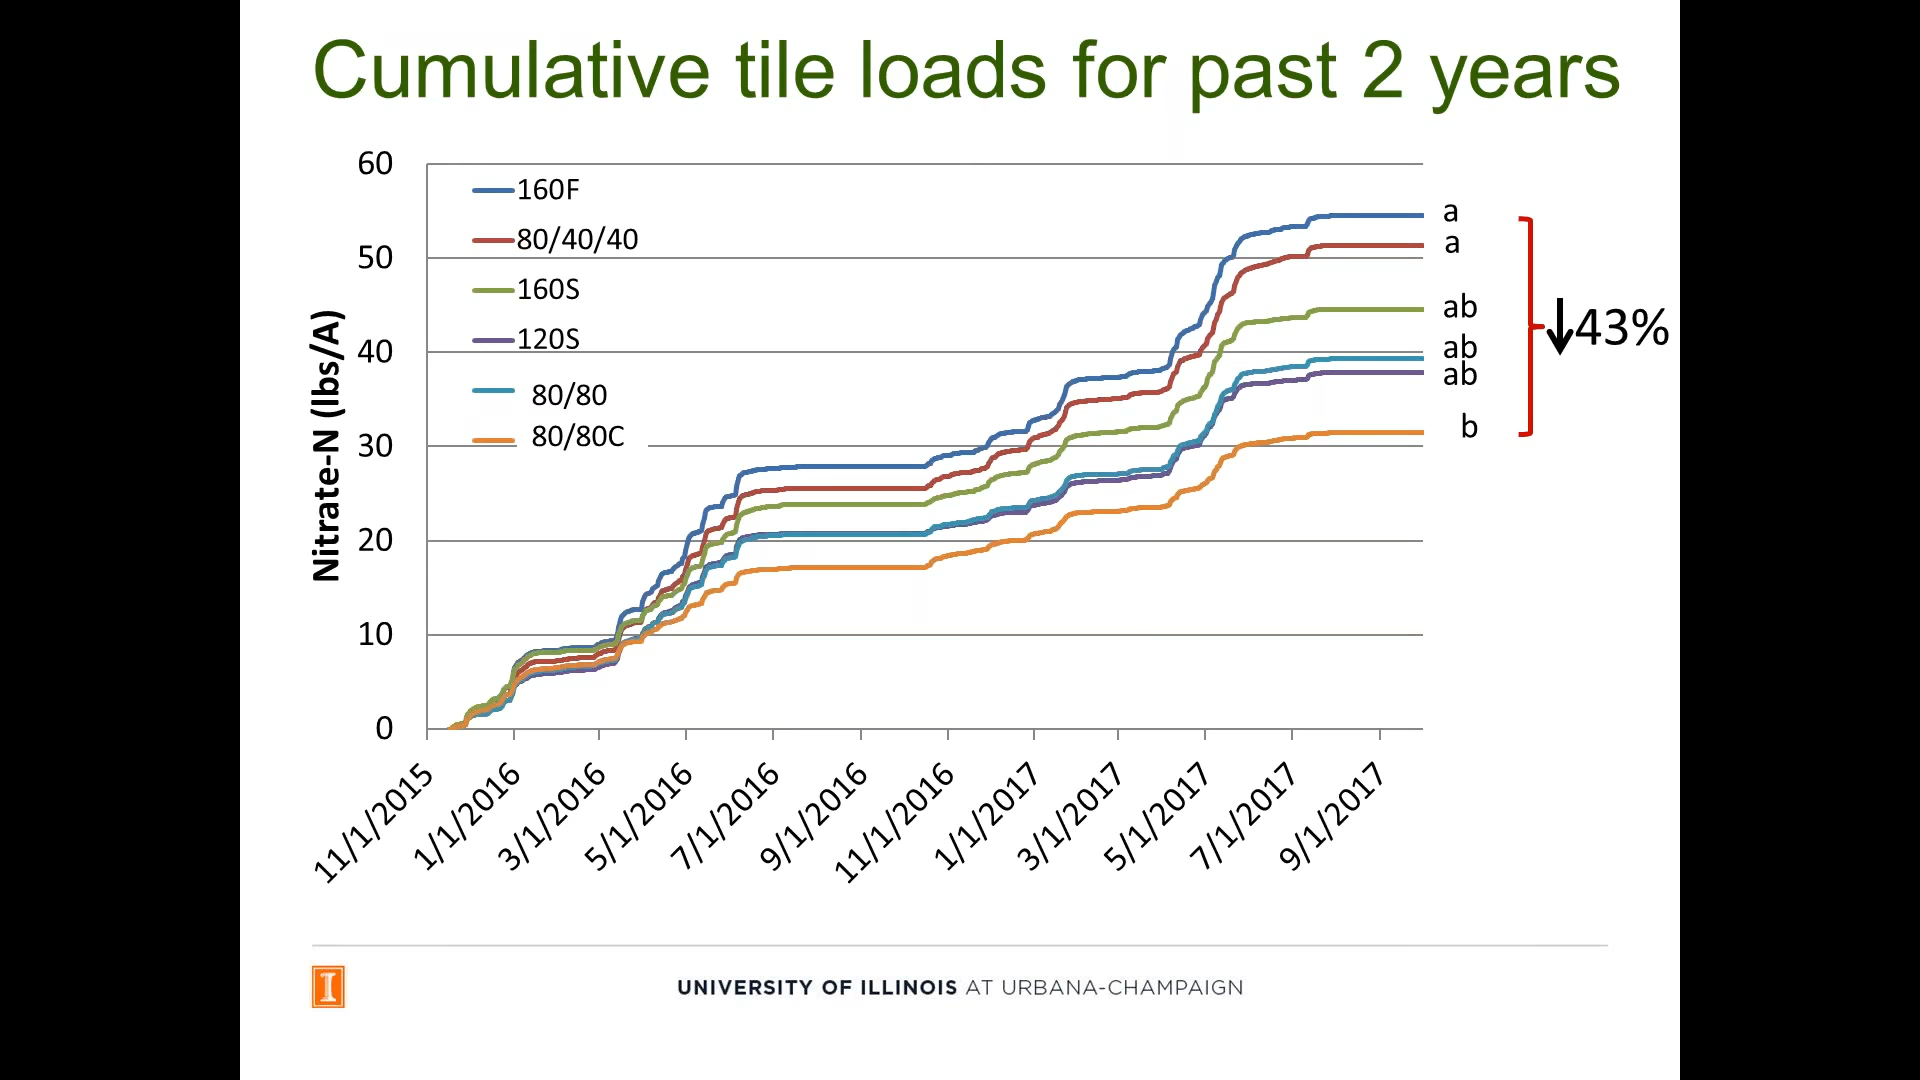 Cumulative tile loads for past 2 years
60
50
40
30
20
10
0
Nitrate-N (lbs/A)
160F
80/40/40
160S
120S
80/80
80/80C
a
a
ab
ab
ab
b
↓43%
11/1/2015
1/1/2016
3/1/2016
5/1/2016
7/1/2016
9/1/2016
11/1/2016
1/1/2017
3/1/2017
5/1/2017
7/1/2017
9/1/2017
I
UNIVERSITY OF ILLINOIS AT URBANA-CHAMPAIGN